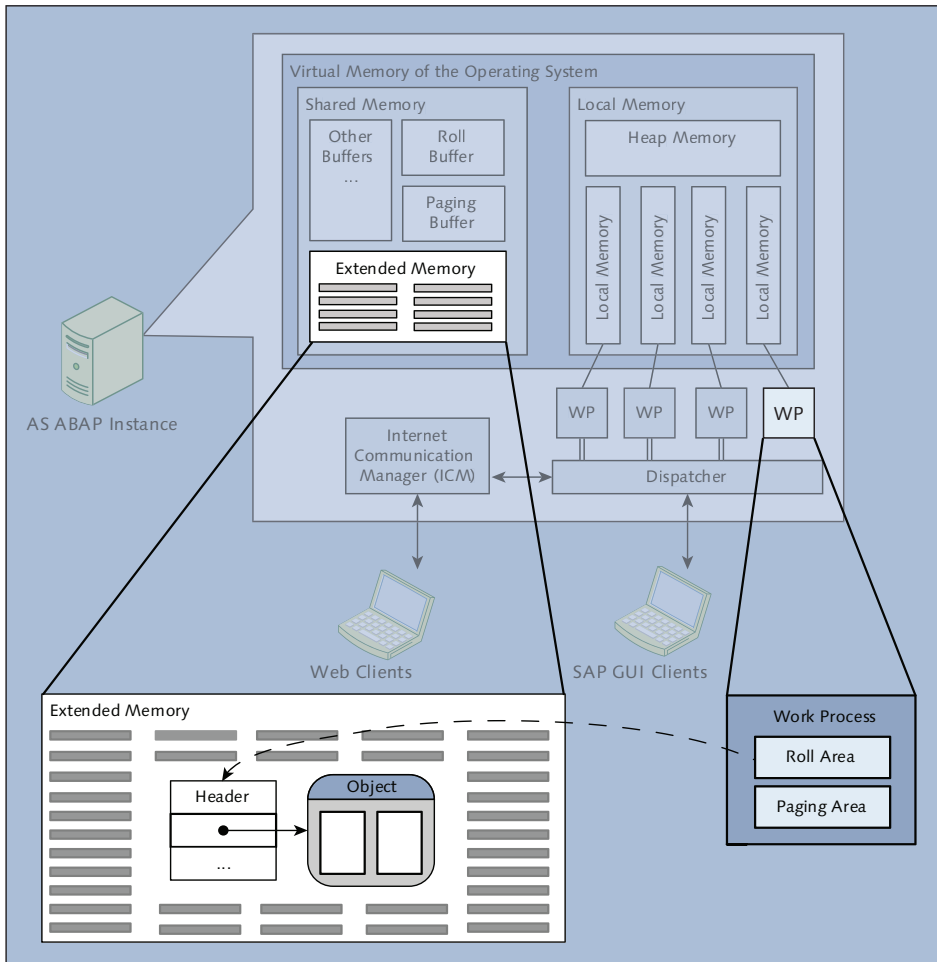 Virtual Memory of the Operating System
Shared Memory
Other
Buffers
...
Roll
Buffer
Paging
Buffer
Extended Memory
Local Memory
Heap Memory
Local Memory
Local Memory
Local Memory
Local Memory
AS ABAP Instance
WP
WP
WP
WP
Internet
Communication
Manager (ICM)
Dispatcher
Web Clients
SAP GUI Clients
Extended Memory
Header
...
Object
Work Process
Roll Area
Paging Area